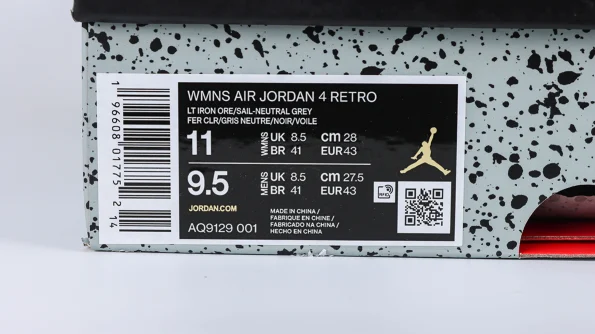 WMNS AIR JORDAN 4 RETRO
LT IRON ORE/SAIL-NEUTRAL GREY
FER CLR/GRIS NEUTRE/NOIR/VOILE
11 WMNS UK 8.5 cm 28
BR 41 EUR 43
9.5 MENS UK 8.5 cm 27.5
BR 41 EUR 43
JORDAN.COM
AQ9129 001
MADE IN CHINA /
FABRIQUE EN CHINE /
FABRICADO NA CHINA /
HECHO EN CHINA
1 96608 01775 2 14